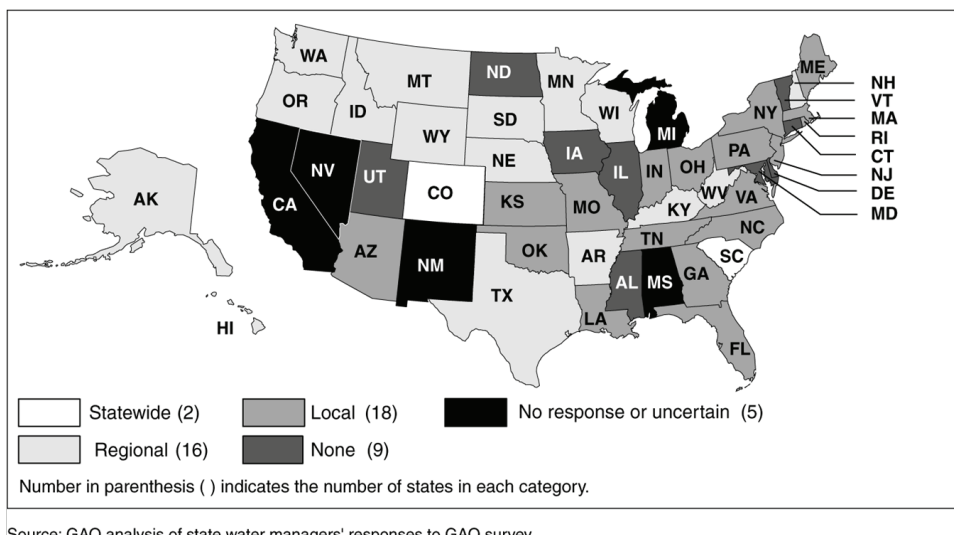 WA
MT
ND
MN
ME
NH
VT
MA
RI
CT
NJ
DE
MD
OR
ID
WY
SD
WI
MI
NY
NE
IA
PA
NV
UT
CO
IL
IN
OH
CA
KS
MO
WV
VA
KY
AK
AZ
NM
OK
TN
NC
AR
SC
TX
AL
MS
GA
LA
HI
FL
Statewide (2)
Local (18)
No response or uncertain (5)
Regional (16)
None (9)
Number in parenthesis ( ) indicates the number of states in each category.
Source: GAO analysis of state water managers' responses to GAO survey